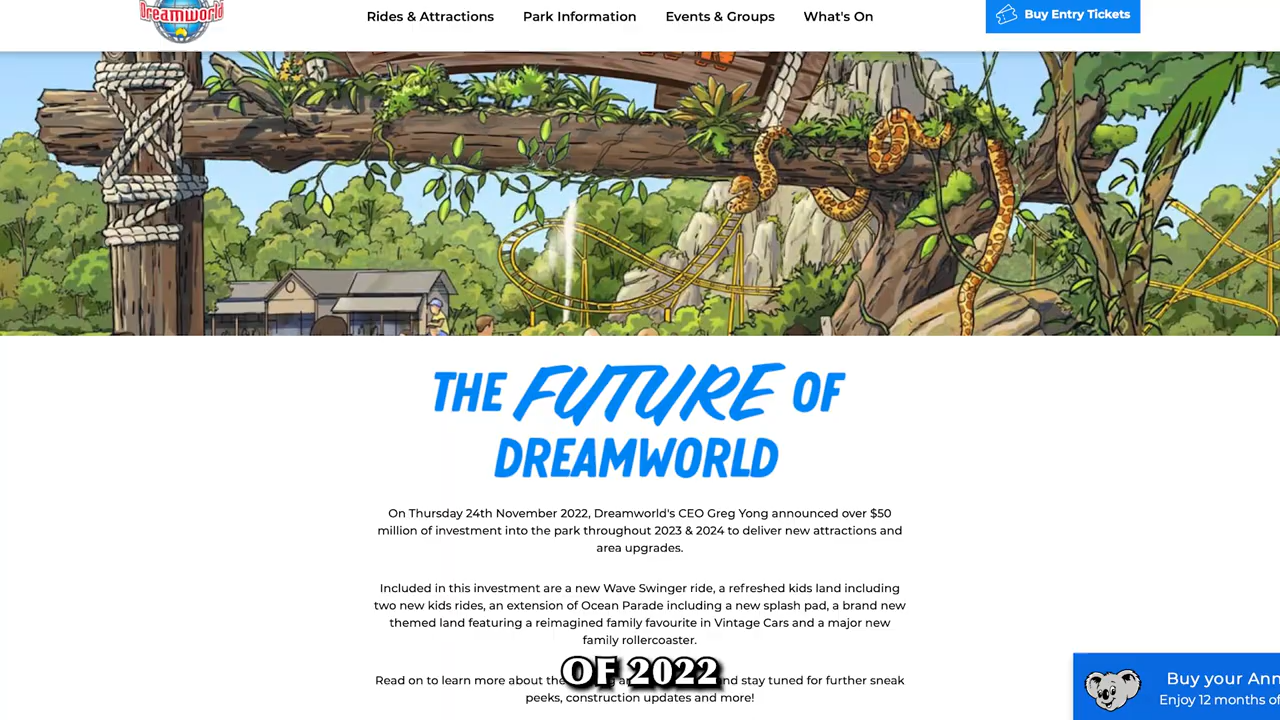 Dreamworld
Rides & Attractions
Park Information
Events & Groups
What's On
Buy Entry Tickets
THE FUTURE OF
DREAMWORLD
On Thursday 24th November 2022, Dreamworld's CEO Greg Yong announced over $50
million of investment into the park throughout 2023 & 2024 to deliver new attractions and
area upgrades.
Included in this investment are a new Wave Swinger ride, a refreshed kids land including
two new kids rides, an extension of Ocean Parade including a new splash pad, a brand new
themed land featuring a reimagined family favourite in Vintage Cars and a major new
family rollercoaster.
OF 2022
Read on to learn more about the nd stay tuned for further sneak
peeks, construction updates and more!
Buy your Ann
Enjoy 12 months of